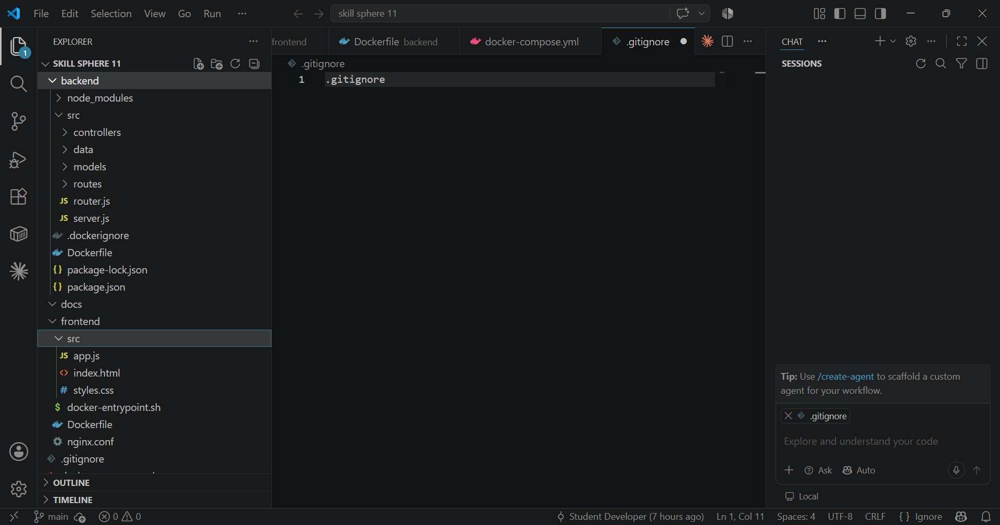 File Edit Selection View Go Run
skill sphere 11
EXPLORER
SKILL SPHERE 11
backend
node_modules
src
controllers
data
models
routes
JS router.js
JS server.js
.dockerignore
Dockerfile
{} package-lock.json
{} package.json
docs
frontend
src
JS app.js
<> index.html
# styles.css
$ docker-entrypoint.sh
Dockerfile
nginx.conf
.gitignore
OUTLINE
TIMELINE
1
frontend
Dockerfile backend
docker-compose.yml
.gitignore
.gitignore
1 .gitignore
CHAT
SESSIONS
Tip: Use /create-agent to scaffold a custom
agent for your workflow.
.gitignore
Explore and understand your code
Ask Auto
Local
main 0 0 Student Developer (7 hours ago) Ln 1, Col 11 Spaces: 4 UTF-8 CRLF { } Ignore